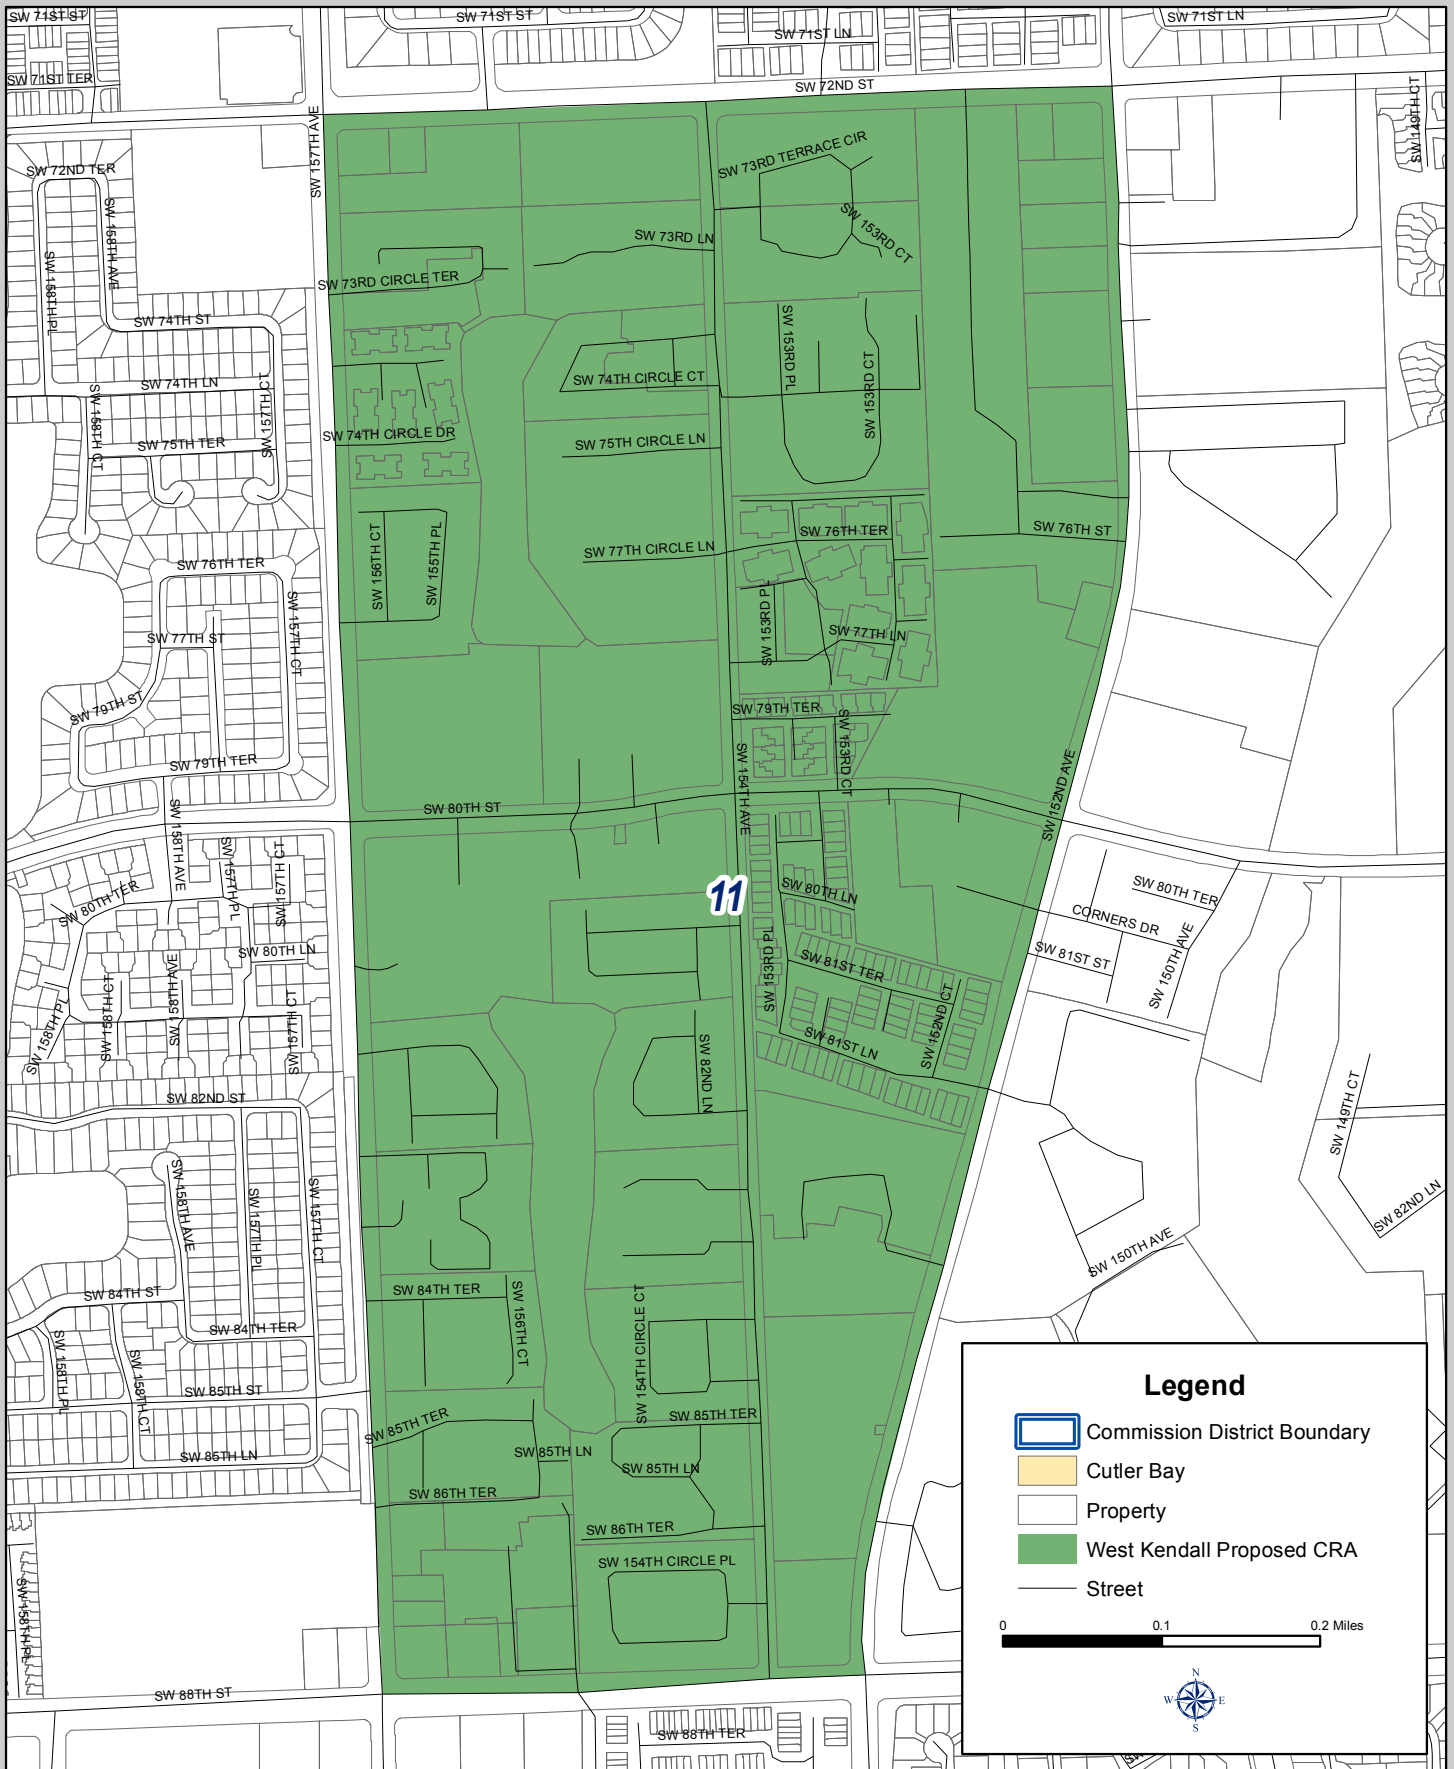 SW 71ST ST
SW 71ST ST
SW 71ST LN
SW 71ST LN
SW 71ST TER
SW 72ND ST
SW 157TH AVE
SW 149TH CT
SW 72ND TER
SW 73RD TERRACE CIR
SW 158TH AVE
SW 158TH PL
SW 73RD LN
SW 153RD CT
SW 73RD CIRCLE TER
SW 74TH ST
SW 153RD PL
SW 153RD CT
SW 74TH LN
SW 74TH CIRCLE CT
SW 158TH CT
SW 157TH CT
SW 75TH TER
SW 74TH CIRCLE DR
SW 75TH CIRCLE LN
SW 76TH TER
SW 76TH ST
SW 77TH CIRCLE LN
SW 156TH CT
SW 155TH PL
SW 76TH TER
SW 157TH CT
SW 77TH ST
SW 153RD PL
SW 77TH LN
SW 79TH ST
SW 79TH TER
SW 153RD CT
SW 79TH TER
SW 154TH AVE
SW 152ND AVE
SW 80TH ST
SW 158TH AVE
SW 157TH PL
SW 157TH CT
SW 80TH TER
11
SW 80TH LN
SW 80TH TER
CORNERS DR
SW 80TH LN
SW 153RD PL
SW 81ST TER
SW 81ST ST
SW 150TH AVE
SW 158TH PL
SW 158TH CT
SW 158TH AVE
SW 157TH CT
SW 152ND CT
SW 81ST LN
SW 82ND LN
SW 82ND ST
SW 149TH CT
SW 158TH AVE
SW 157TH PL
SW 157TH CT
SW 82ND LN
SW 150TH AVE
SW 84TH ST
SW 84TH TER
SW 156TH CT
SW 154TH CIRCLE CT
SW 84TH TER
SW 158TH PL
SW 158TH CT
SW 85TH ST
SW 85TH TER
SW 85TH TER
SW 85TH LN
SW 85TH LN
SW 85TH LN
SW 86TH TER
SW 86TH TER
SW 154TH CIRCLE PL
SW 158TH PL
SW 88TH ST
SW 88TH TER
SW
Legend
Commission District Boundary
Cutler Bay
Property
West Kendall Proposed CRA
Street
0 0.1 0.2 Miles
N
W E
S